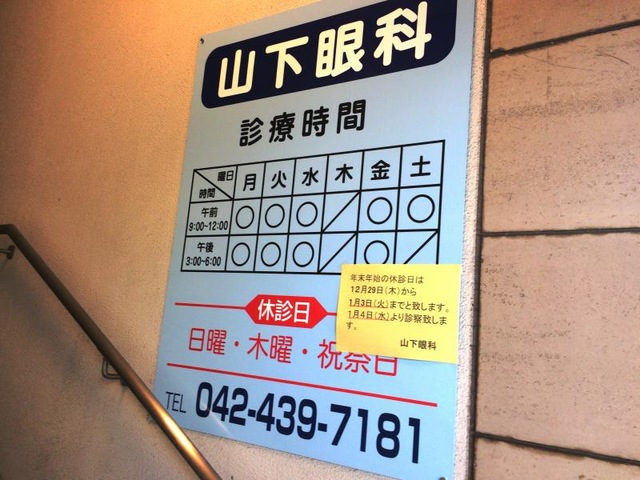 山下眼科
診療時間
曜日 時間 月 火 水 木 金 土
午前 9:00~12:00 ○ ○ ○ ／ ○ ○
午後 3:00~6:00 ○ ○ ○ ／ ○ ／
休診日
日曜・木曜・祝祭日
TEL 042-439-7181
年末年始の休診日は
12月29日(木)から
1月3日(火)までと致します。
1月4日(水)より診察致しま
す。
山下眼科